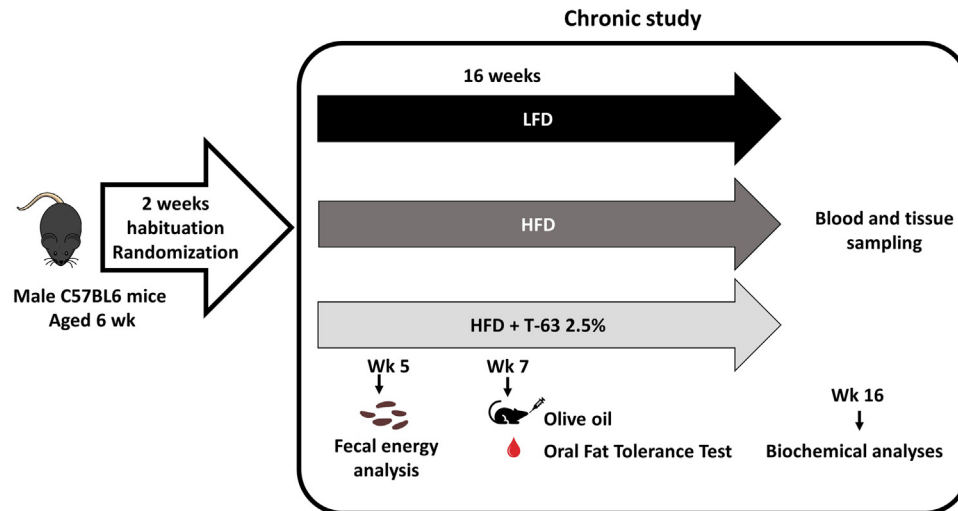 Chronic study
16 weeks
LFD
2 weeks
habituation
Randomization
HFD
Blood and tissue
sampling
Male C57BL6 mice
Aged 6 wk
HFD + T-63 2.5%
Wk 5
Wk 7
Wk 16
Olive oil
Fecal energy
analysis
Oral Fat Tolerance Test
Biochemical analyses